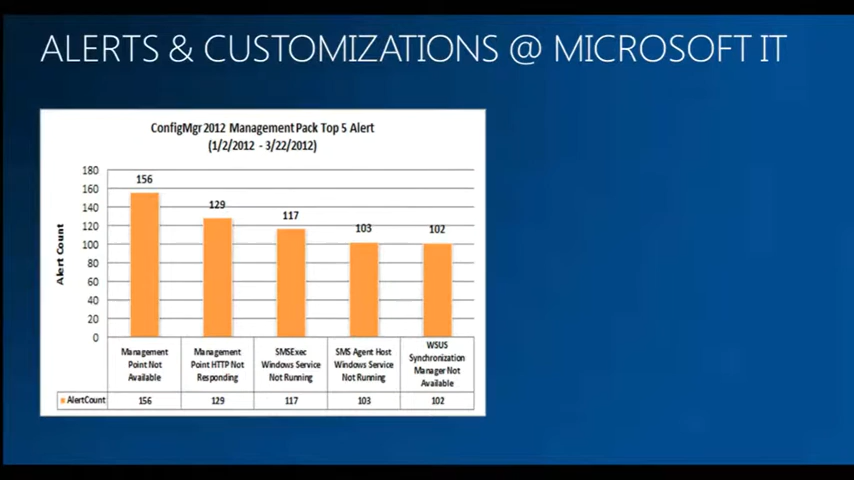 ALERTS & CUSTOMIZATIONS @ MICROSOFT IT
ConfigMgr 2012 Management Pack Top 5 Alert
(1/2/2012 - 3/22/2012)
Alert Count
180
160
140
120
100
80
60
40
20
0
156
129
117
103
102
Management
Point Not
Available
Management
Point HTTP Not
Responding
SMSExec
Windows Service
Not Running
SMS Agent Host
Windows Service
Not Running
WSUS
Synchronization
Manager Not
Available
AlertCount
156
129
117
103
102